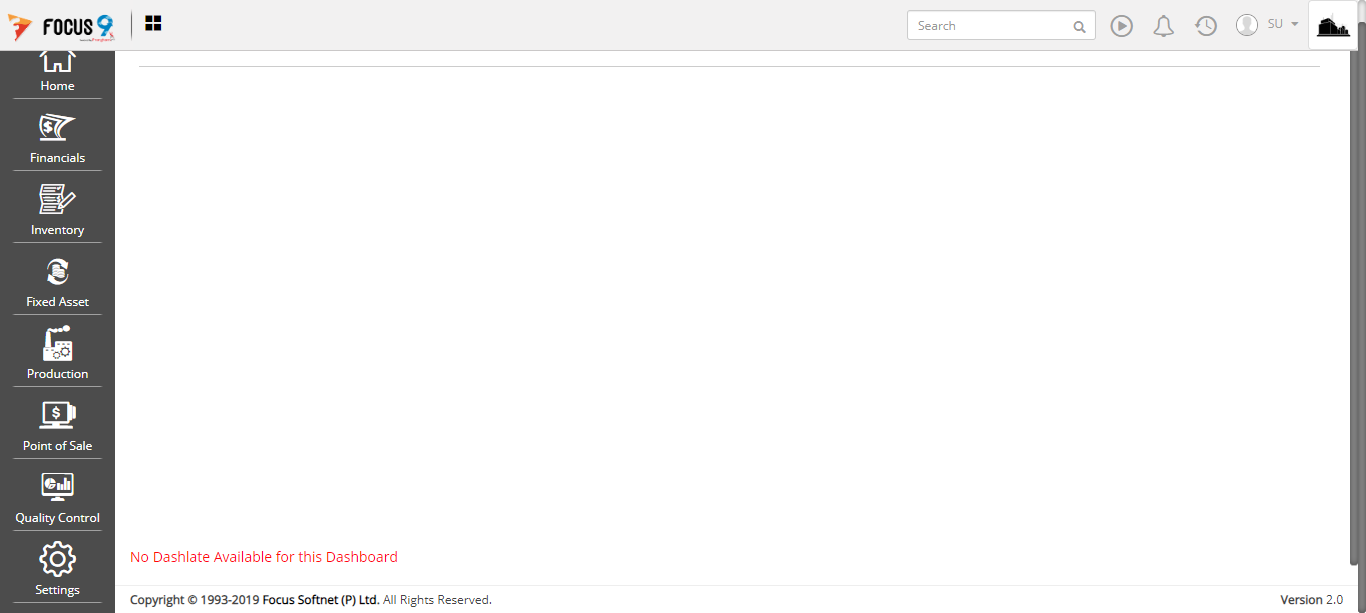 FOCUS 9
Search
SU
Home
Financials
Inventory
Fixed Asset
Production
Point of Sale
Quality Control
Settings
No Dashlate Available for this Dashboard
Copyright © 1993-2019 Focus Softnet (P) Ltd. All Rights Reserved.
Version 2.0